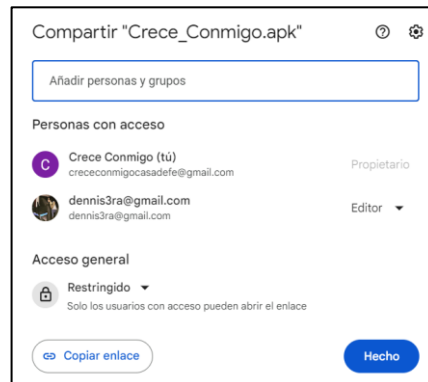 Compartir "Crece_Conmigo.apk"
Añadir personas y grupos
Personas con acceso
C
Crece Conmigo (tú)
crececonmigocasadefe@gmail.com
Propietario
dennis3ra@gmail.com
dennis3ra@gmail.com
Editor
Acceso general
Restringido
Solo los usuarios con acceso pueden abrir el enlace
Copiar enlace
Hecho